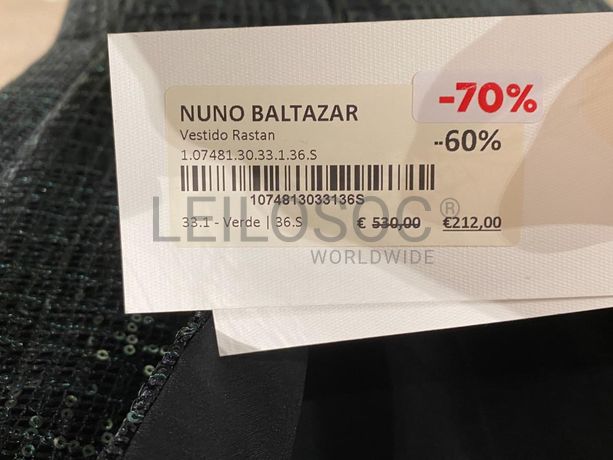 -70%
NUNO BALTAZAR
-60%
Vestido Rastan
1.07481.30.33.1.36.S
1074813033136S
33.1 - Verde | 36.S € 530,00 €212,00
LEILOSOC®
WORLDWIDE